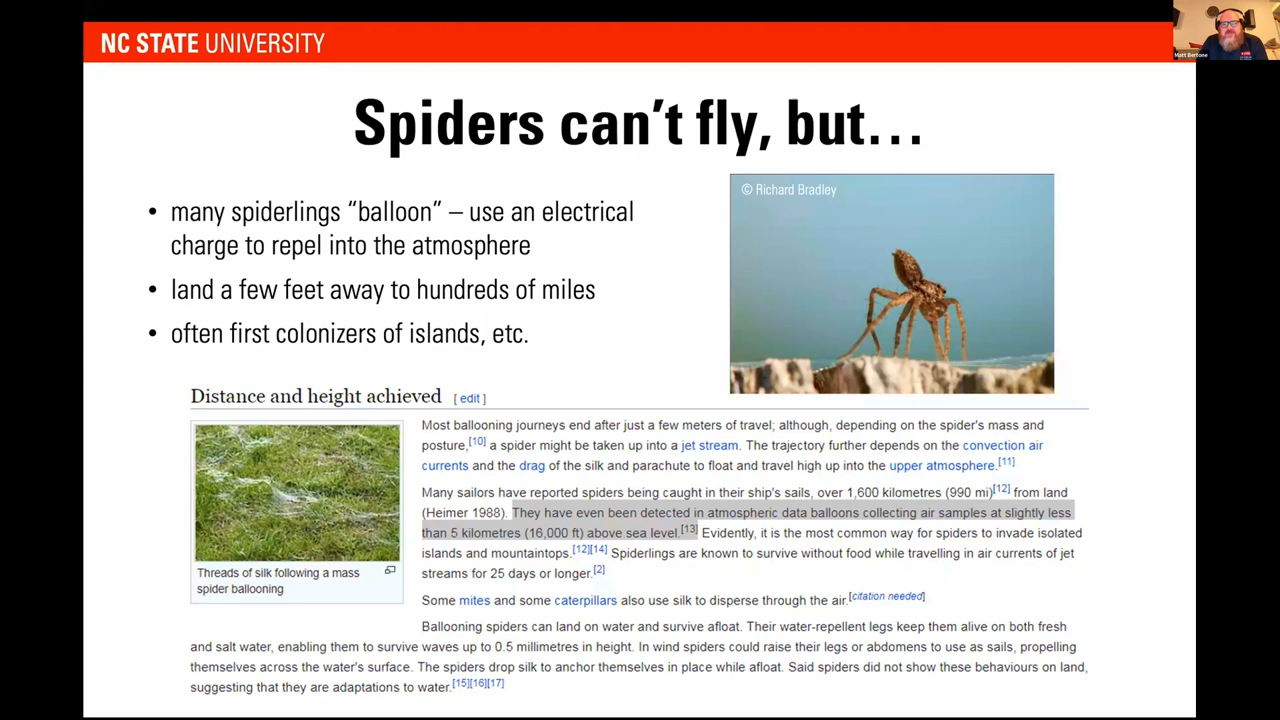 NC STATE UNIVERSITY
Matt Bertone
Spiders can't fly, but…
• many spiderlings “balloon” – use an electrical
charge to repel into the atmosphere
• land a few feet away to hundreds of miles
• often first colonizers of islands, etc.
© Richard Bradley
Distance and height achieved [ edit ]
Threads of silk following a mass
spider ballooning
Most ballooning journeys end after just a few meters of travel; although, depending on the spider's mass and
posture,[10] a spider might be taken up into a jet stream. The trajectory further depends on the convection air
currents and the drag of the silk and parachute to float and travel high up into the upper atmosphere.[11]
Many sailors have reported spiders being caught in their ship's sails, over 1,600 kilometres (990 mi)[12] from land
(Heimer 1988). They have even been detected in atmospheric data balloons collecting air samples at slightly less
than 5 kilometres (16,000 ft) above sea level.[13] Evidently, it is the most common way for spiders to invade isolated
islands and mountaintops.[12][14] Spiderlings are known to survive without food while travelling in air currents of jet
streams for 25 days or longer.[2]
Some mites and some caterpillars also use silk to disperse through the air.[citation needed]
Ballooning spiders can land on water and survive afloat. Their water-repellent legs keep them alive on both fresh
and salt water, enabling them to survive waves up to 0.5 millimetres in height. In wind spiders could raise their legs or abdomens to use as sails, propelling
themselves across the water's surface. The spiders drop silk to anchor themselves in place while afloat. Said spiders did not show these behaviours on land,
suggesting that they are adaptations to water.[15][16][17]